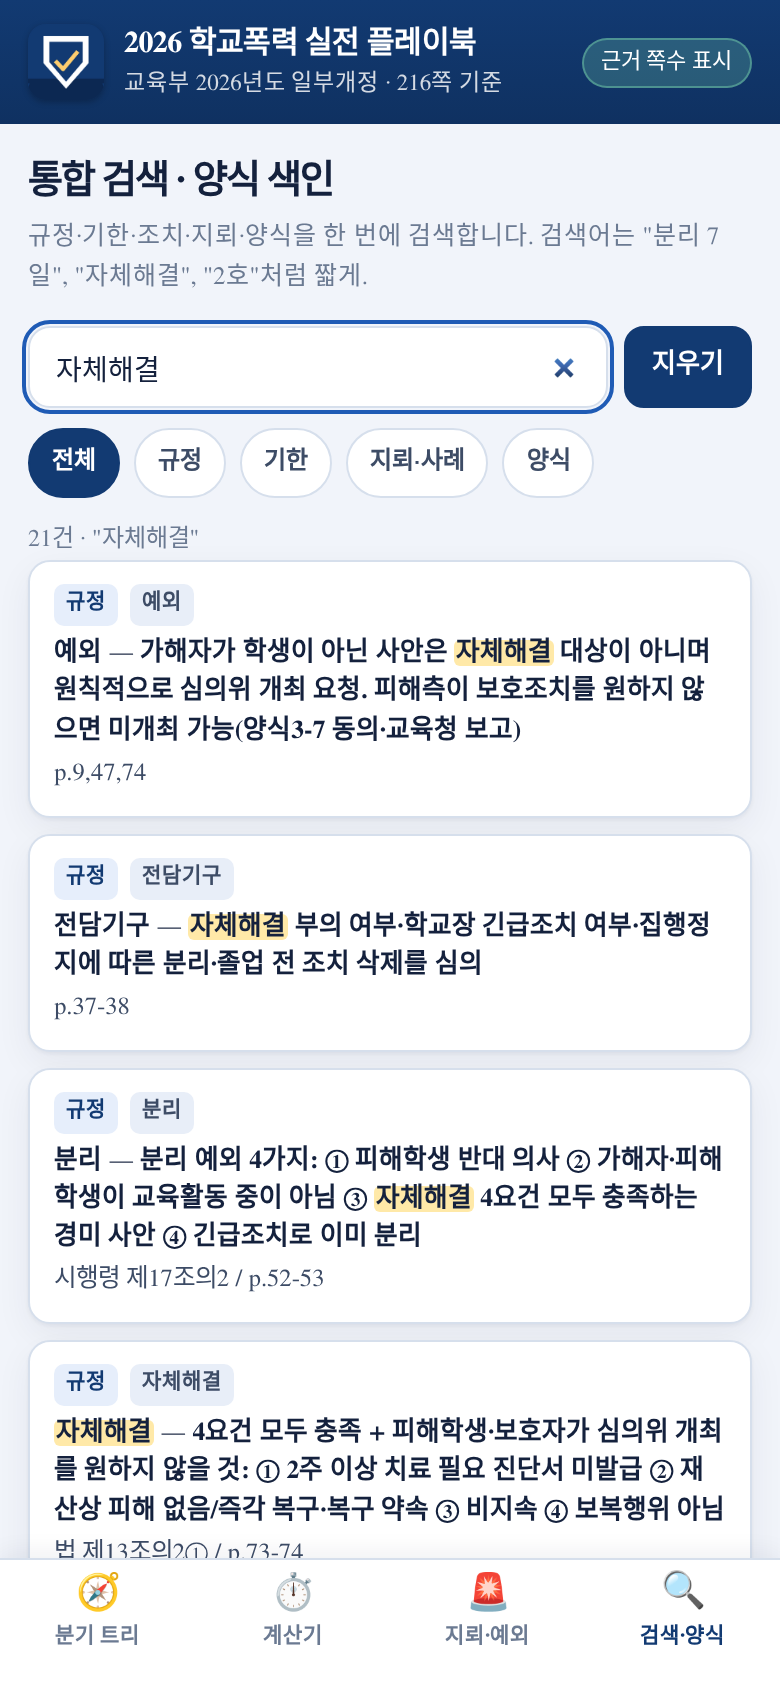 2026 학교폭력 실전 플레이북
교육부 2026년도 일부개정 · 216쪽 기준
근거 쪽수 표시
통합 검색 · 양식 색인
규정·기한·조치·지뢰·양식을 한 번에 검색합니다. 검색어는 "분리 7
일", "자체해결", "2호"처럼 짧게.
자체해결
×
지우기
전체
규정
기한
지뢰·사례
양식
21건 · "자체해결"
규정
예외
예외 — 가해자가 학생이 아닌 사안은 자체해결 대상이 아니며
원칙적으로 심의위 개최 요청. 피해측이 보호조치를 원하지 않
으면 미개최 가능(양식3-7 동의·교육청 보고)
p.9,47,74
규정
전담기구
전담기구 — 자체해결 부의 여부·학교장 긴급조치 여부·집행정
지에 따른 분리·졸업 전 조치 삭제를 심의
p.37-38
규정
분리
분리 — 분리 예외 4가지: ① 피해학생 반대 의사 ② 가해자·피해
학생이 교육활동 중이 아님 ③ 자체해결 4요건 모두 충족하는
경미 사안 ④ 긴급조치로 이미 분리
시행령 제17조의2 / p.52-53
규정
자체해결
자체해결 — 4요건 모두 충족 + 피해학생·보호자가 심의위 개최
를 원하지 않을 것: ① 2주 이상 치료 필요 진단서 미발급 ② 재
산상 피해 없음/즉각 복구·복구 약속 ③ 비지속 ④ 보복행위 아님
법 제13조의2① / p.73-74
분기 트리
계산기
지뢰·예외
검색·양식